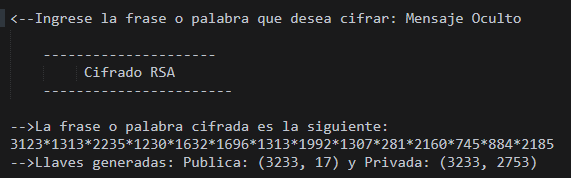 <--Ingrese la frase o palabra que desea cifrar: Mensaje Oculto
--------------------
Cifrado RSA
----------------------
-->La frase o palabra cifrada es la siguiente:
3123*1313*2235*1230*1632*1696*1313*1992*1307*281*2160*745*884*2185
-->Llaves generadas: Publica: (3233, 17) y Privada: (3233, 2753)